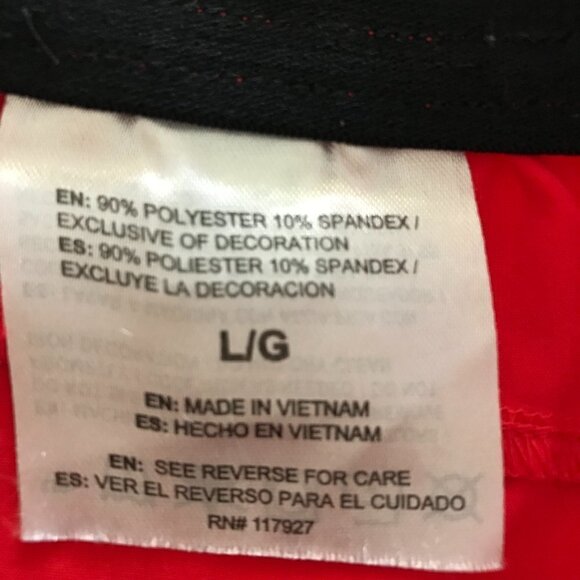 EN: 90% POLYESTER 10% SPANDEX /
EXCLUSIVE OF DECORATION
ES: 90% POLIESTER 10% SPANDEX /
EXCLUYE LA DECORACION
L/G
EN: MADE IN VIETNAM
ES: HECHO EN VIETNAM
EN: SEE REVERSE FOR CARE
ES: VER EL REVERSO PARA EL CUIDADO
RN# 117927